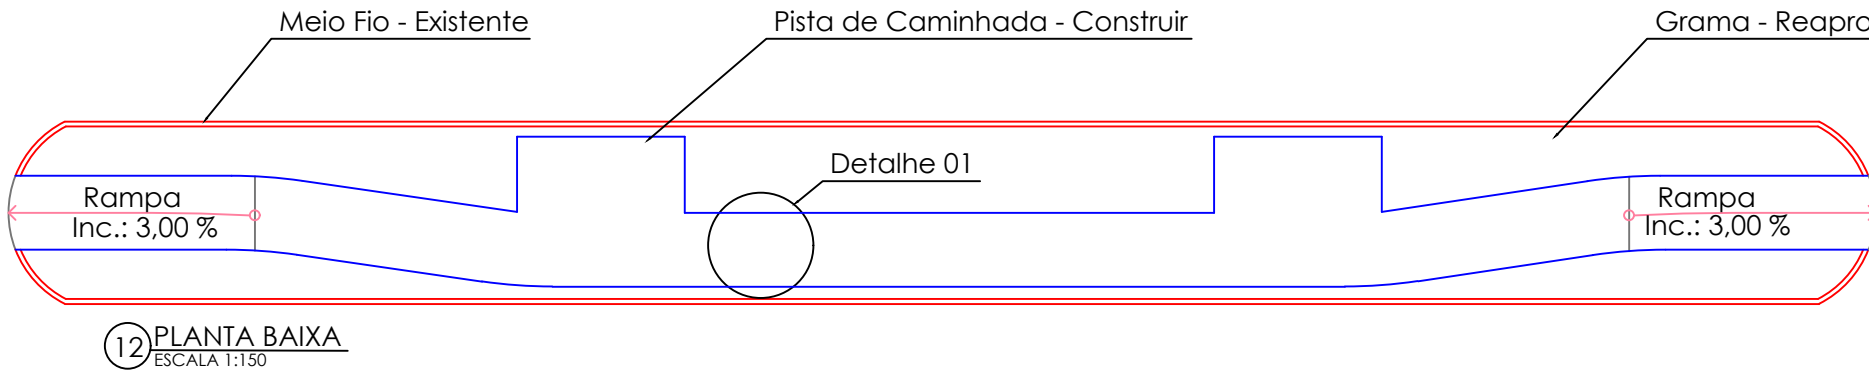 Meio Fio - Existente
Pista de Caminhada - Construir
Grama - Reapro
Detalhe 01
Rampa
Inc.: 3,00 %
Rampa
Inc.: 3,00 %
12
PLANTA BAIXA
ESCALA 1:150